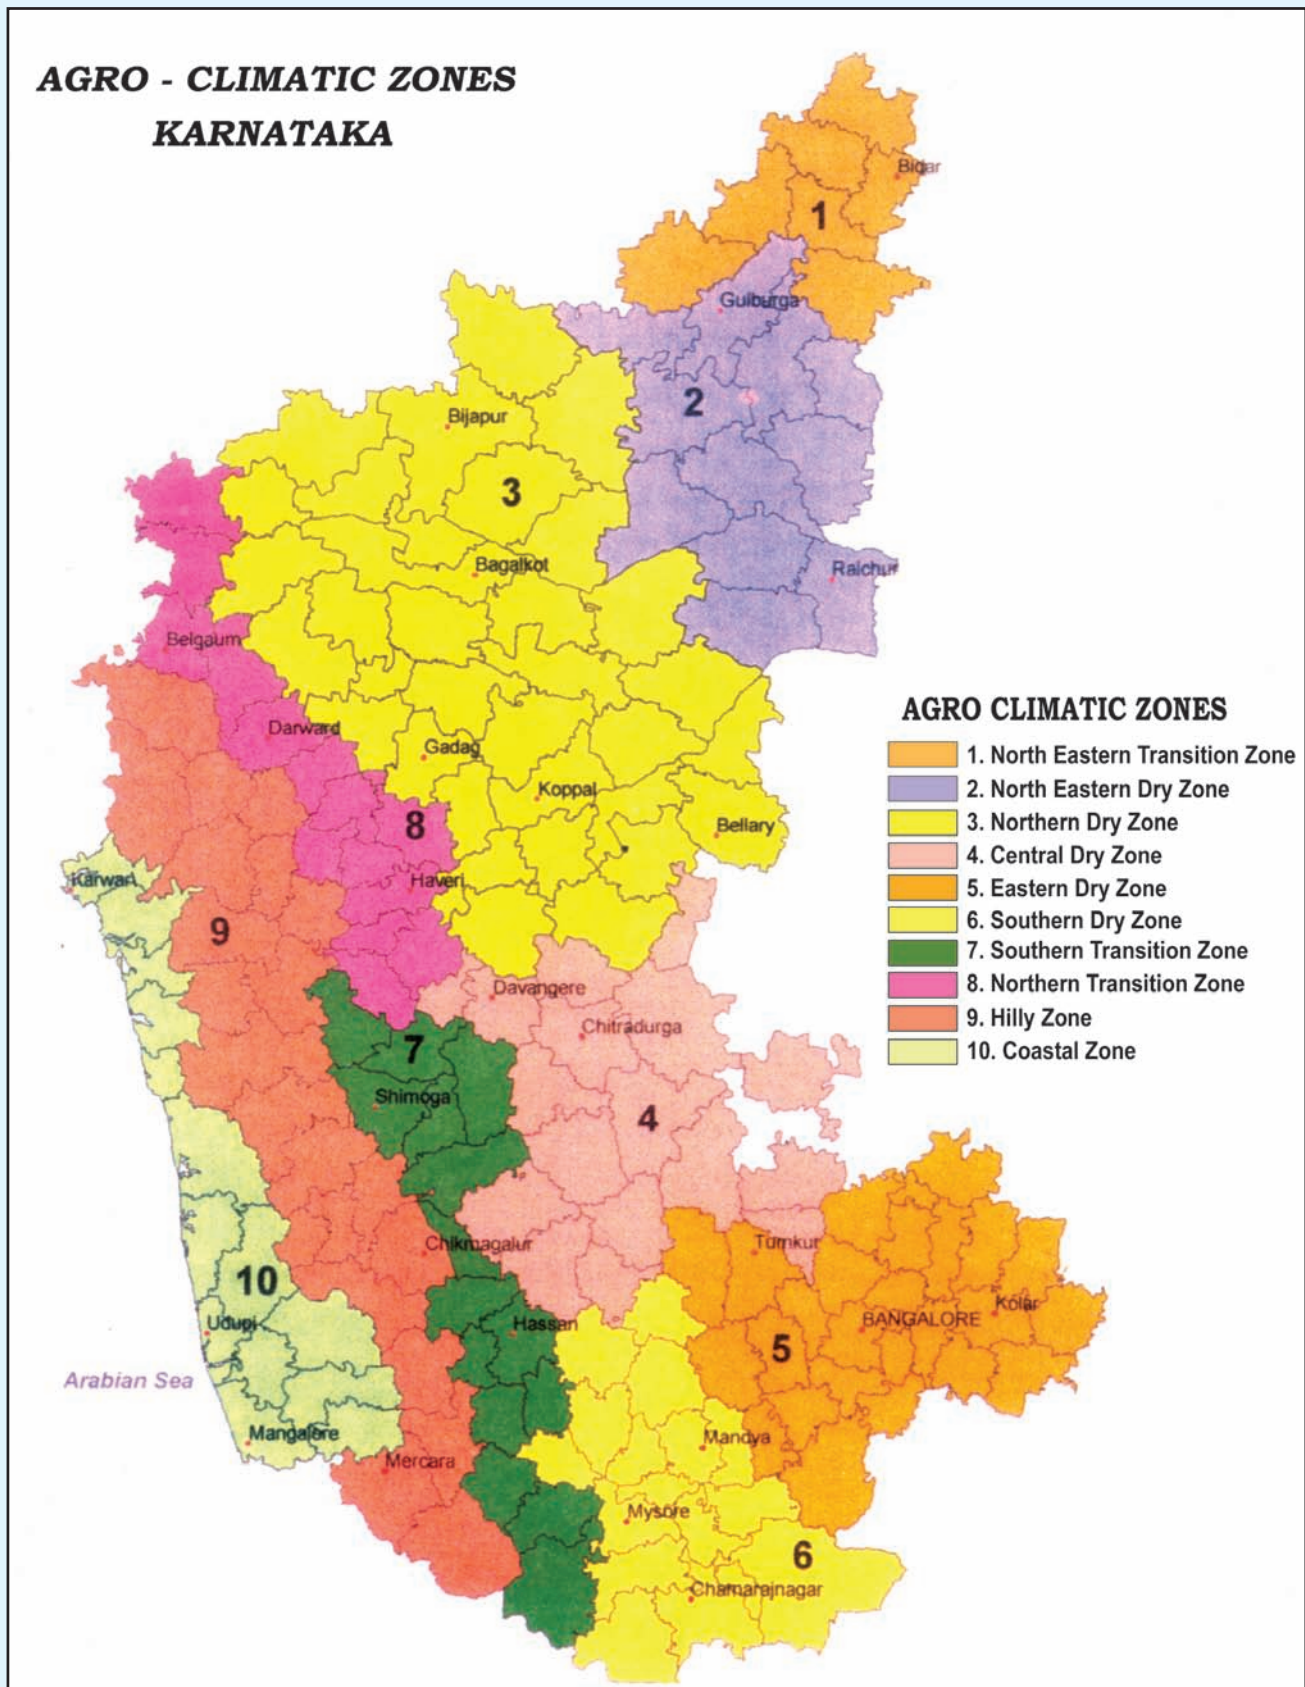 AGRO - CLIMATIC ZONES
KARNATAKA
Bidar
1
Gulburga
2
Bijapur
3
Bagalkot
Raichur
Belgaum
Darward
Gadag
Koppal
Bellary
8
Haveri
Karwar
9
Davangere
Chitradurga
7
Shimoga
4
Chikmagalur
Tumkur
10
Udupi
Hassan
BANGALORE
Kolar
5
Arabian Sea
Mangalore
Mandya
Mercara
Mysore
6
Chamarajnagar
AGRO CLIMATIC ZONES
1. North Eastern Transition Zone
2. North Eastern Dry Zone
3. Northern Dry Zone
4. Central Dry Zone
5. Eastern Dry Zone
6. Southern Dry Zone
7. Southern Transition Zone
8. Northern Transition Zone
9. Hilly Zone
10. Coastal Zone